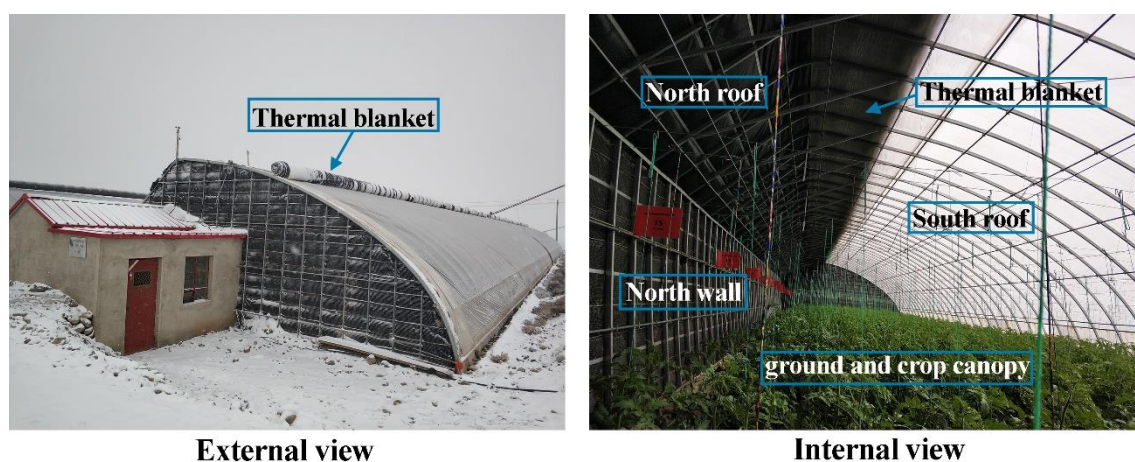 Thermal blanket
External view
North roof
Thermal blanket
South roof
North wall
ground and crop canopy
Internal view